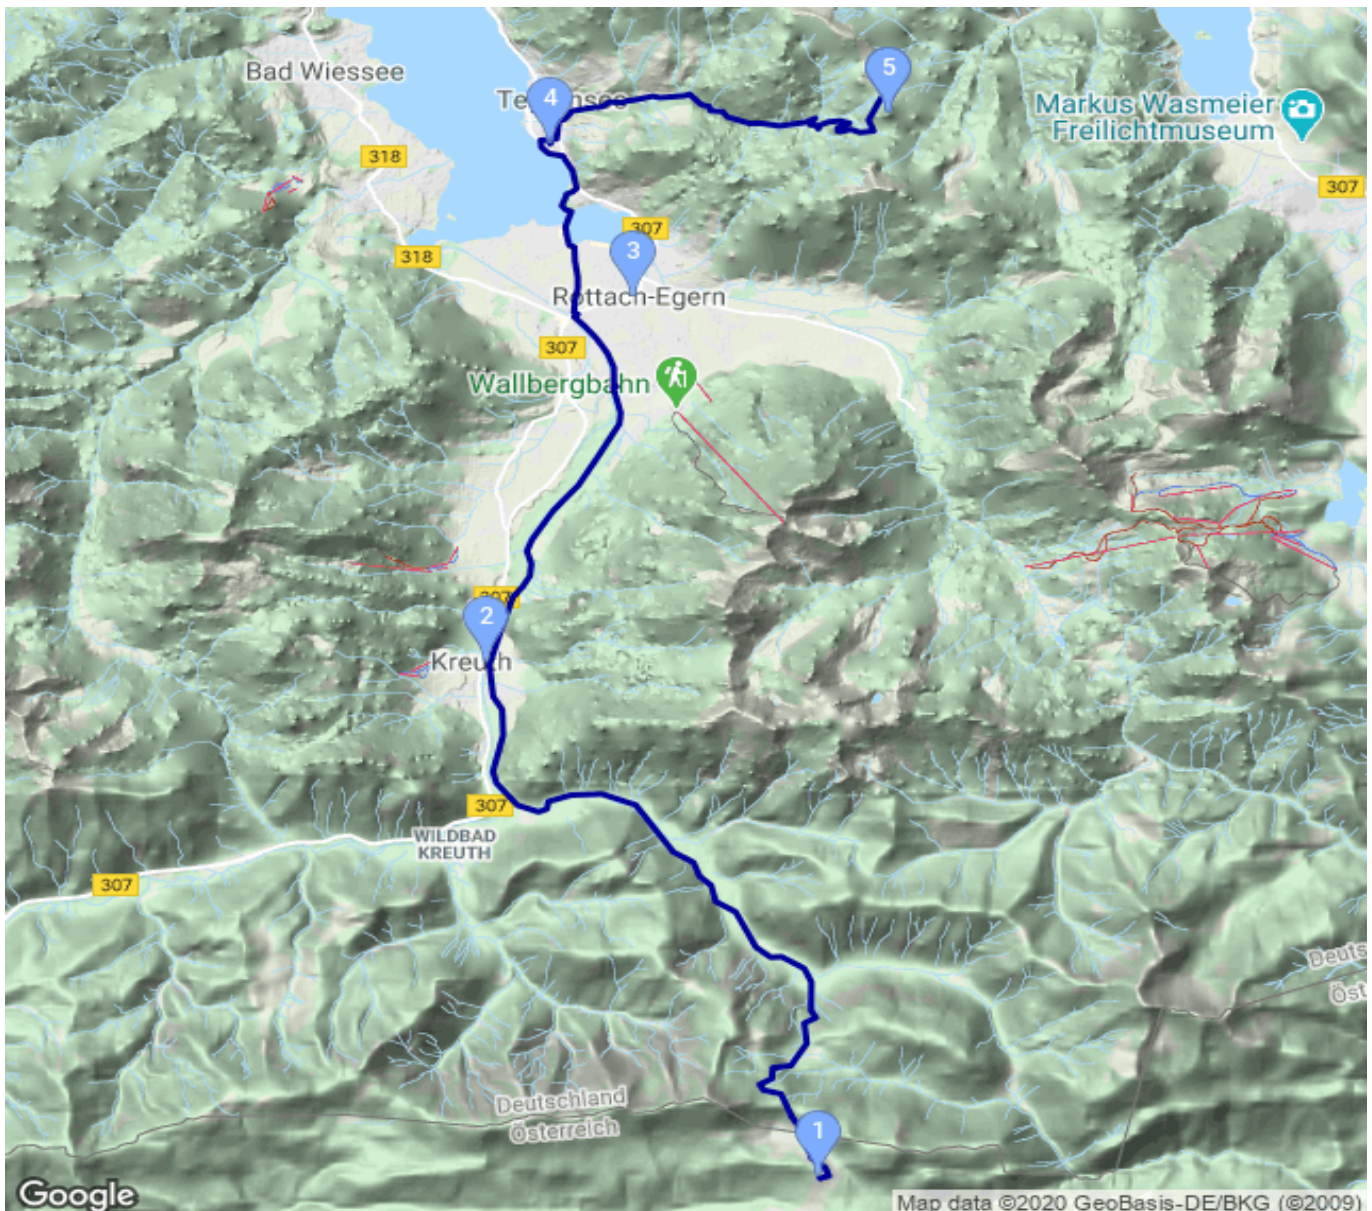 Bad Wiessee
5
4
Markus Wasmeier
Freilichtmuseum
318
307
307
3
318
Rottach-Egern
307
Wallbergbahn
307
2
Kreuth
307
WILDBAD
KREUTH
307
Deutschland
Österreich
1
Google
Map data ©2020 GeoBasis-DE/BKG (©2009)